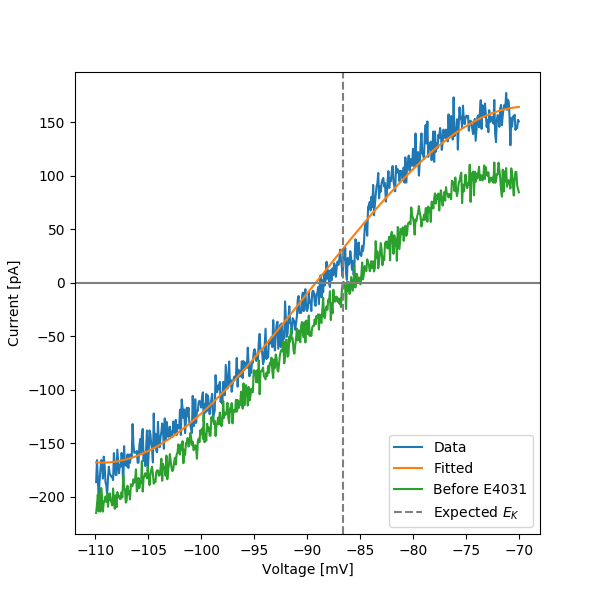 150
100
50
0
−50
−100
−150
−200
Current [pA]
Data
Fitted
Before E4031
Expected E_K
−110 −105 −100 −95 −90 −85 −80 −75 −70
Voltage [mV]